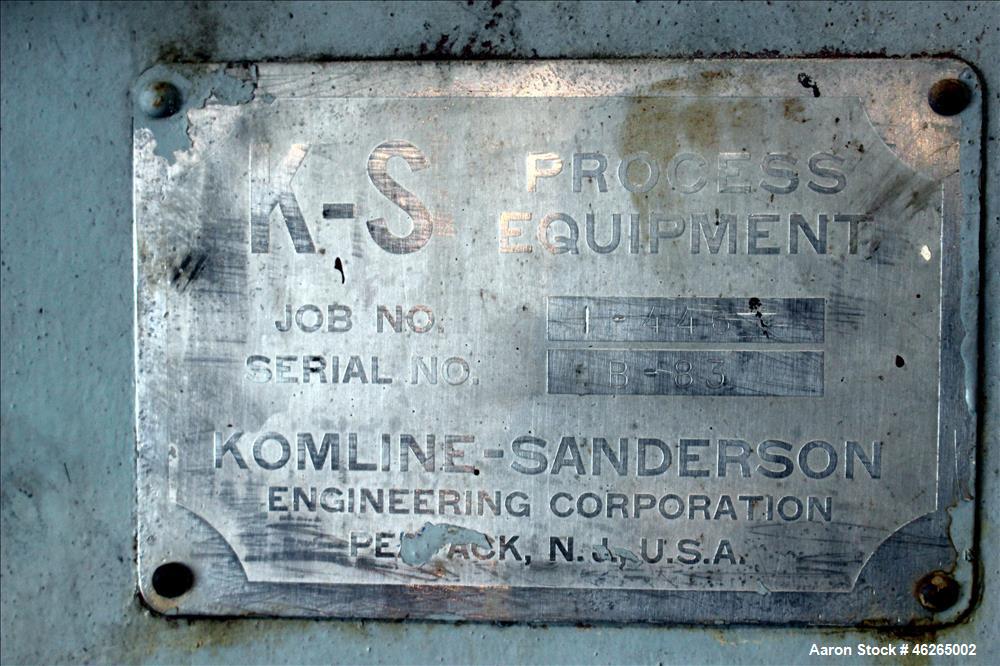 K-S PROCESS EQUIPMENT
JOB NO.
SERIAL NO. B-83
KOMLINE-SANDERSON
ENGINEERING CORPORATION
N.J., U.S.A.
Aaron Stock # 46265002